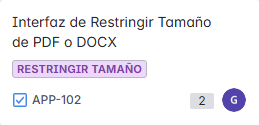 Interfaz de Restringir Tamaño
de PDF o DOCX
RESTRINGIR TAMAÑO
APP-102 2 G